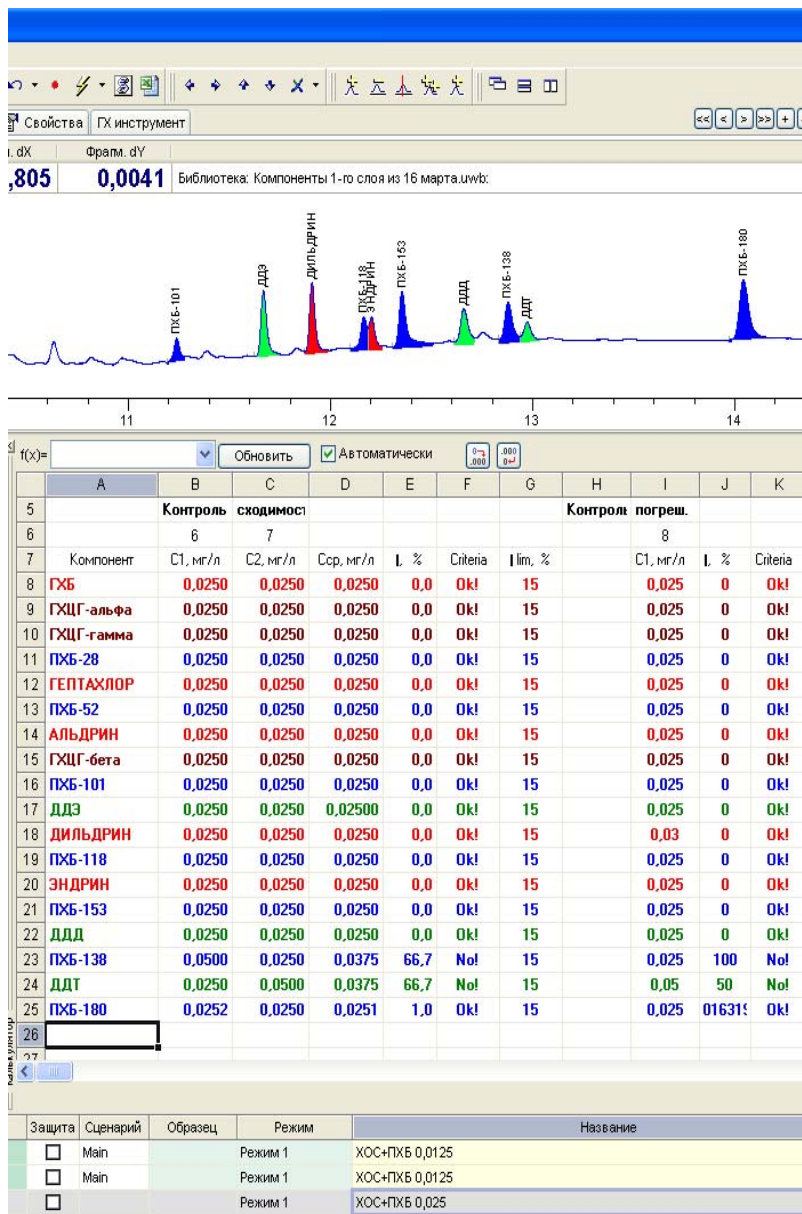 Свойства ГХ инструмент << < > >> +
dX Фрагм. dY
,805 0,0041 Библиотека: Компоненты 1-го слоя из 16 марта.uwb:
ПХБ-101 ДДЭ ДИЛЬДРИН ПХБ-118 ЭНДРИН ПХБ-153 ДДД ПХБ-138 ДДТ ПХБ-180
11 12 13 14
f(x)= Обновить Автоматически
A B C D E F G H I J K
5 Контроль сходимост Контроль погреш.
6 6 7 8
7 Компонент С1, мг/л С2, мг/л Сср, мг/л I, % Criteria I lim, % С1, мг/л I, % Criteria
8 ГХБ 0,0250 0,0250 0,0250 0,0 Ok! 15 0,025 0 Ok!
9 ГХЦГ-альфа 0,0250 0,0250 0,0250 0,0 Ok! 15 0,025 0 Ok!
10 ГХЦГ-гамма 0,0250 0,0250 0,0250 0,0 Ok! 15 0,025 0 Ok!
11 ПХБ-28 0,0250 0,0250 0,0250 0,0 Ok! 15 0,025 0 Ok!
12 ГЕПТАХЛОР 0,0250 0,0250 0,0250 0,0 Ok! 15 0,025 0 Ok!
13 ПХБ-52 0,0250 0,0250 0,0250 0,0 Ok! 15 0,025 0 Ok!
14 АЛЬДРИН 0,0250 0,0250 0,0250 0,0 Ok! 15 0,025 0 Ok!
15 ГХЦГ-бета 0,0250 0,0250 0,0250 0,0 Ok! 15 0,025 0 Ok!
16 ПХБ-101 0,0250 0,0250 0,0250 0,0 Ok! 15 0,025 0 Ok!
17 ДДЭ 0,0250 0,0250 0,02500 0,0 Ok! 15 0,025 0 Ok!
18 ДИЛЬДРИН 0,0250 0,0250 0,0250 0,0 Ok! 15 0,03 0 Ok!
19 ПХБ-118 0,0250 0,0250 0,0250 0,0 Ok! 15 0,025 0 Ok!
20 ЭНДРИН 0,0250 0,0250 0,0250 0,0 Ok! 15 0,025 0 Ok!
21 ПХБ-153 0,0250 0,0250 0,0250 0,0 Ok! 15 0,025 0 Ok!
22 ДДД 0,0250 0,0250 0,0250 0,0 Ok! 15 0,025 0 Ok!
23 ПХБ-138 0,0500 0,0250 0,0375 66,7 No! 15 0,025 100 No!
24 ДДТ 0,0250 0,0500 0,0375 66,7 No! 15 0,05 50 No!
25 ПХБ-180 0,0252 0,0250 0,0251 1,0 Ok! 15 0,025 016319 Ok!
26
27
Защита Сценарий Образец Режим Название
Main Режим 1 ХОС+ПХБ 0,0125
Main Режим 1 ХОС+ПХБ 0,0125
Режим 1 ХОС+ПХБ 0,025